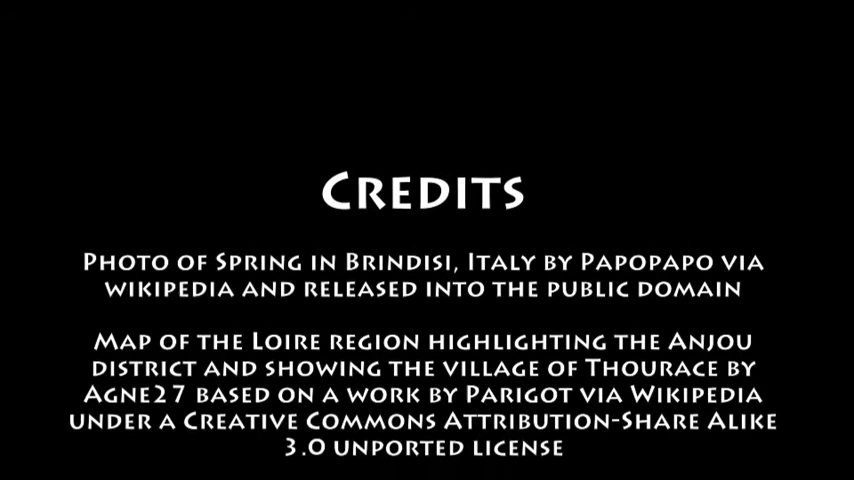 Credits
Photo of Spring in Brindisi, Italy by Papopapo via
wikipedia and released into the public domain
Map of the Loire region highlighting the Anjou
district and showing the village of Thourace by
Agne27 based on a work by Parigot via Wikipedia
under a Creative Commons Attribution-Share Alike
3.0 unported license